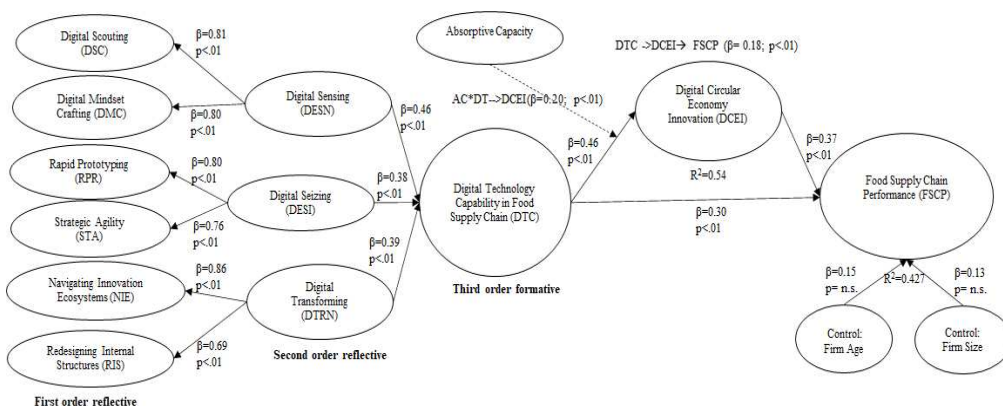 Digital Scouting
(DSC)
β=0.81
p<.01
Digital Mindset
Crafting (DMC)
β=0.80
p<.01
Rapid Prototyping
(RPR)
β=0.80
p<.01
Strategic Agility
(STA)
β=0.76
p<.01
Navigating Innovation
Ecosystems (NIE)
β=0.86
p<.01
Redesigning Internal
Structures (RIS)
β=0.69
p<.01
First order reflective
Digital Sensing
(DESN)
β=0.46
p<.01
Digital Seizing
(DESI)
β=0.38
p<.01
Digital
Transforming
(DTRN)
β=0.39
p<.01
Second order reflective
Absorptive Capacity
AC*DT-->DCEI(β=0.20; p<.01)
Digital Technology
Capability in Food
Supply Chain (DTC)
Third order formative
DTC ->DCEI→ FSCP (β= 0.18; p<.01)
β=0.46
p<.01
Digital Circular
Economy
Innovation (DCEI)
R²=0.54
β=0.37
p<.01
β=0.30
p<.01
Food Supply Chain
Performance (FSCP)
R²=0.427
β=0.15
p= n.s.
β=0.13
p= n.s.
Control:
Firm Age
Control:
Firm Size